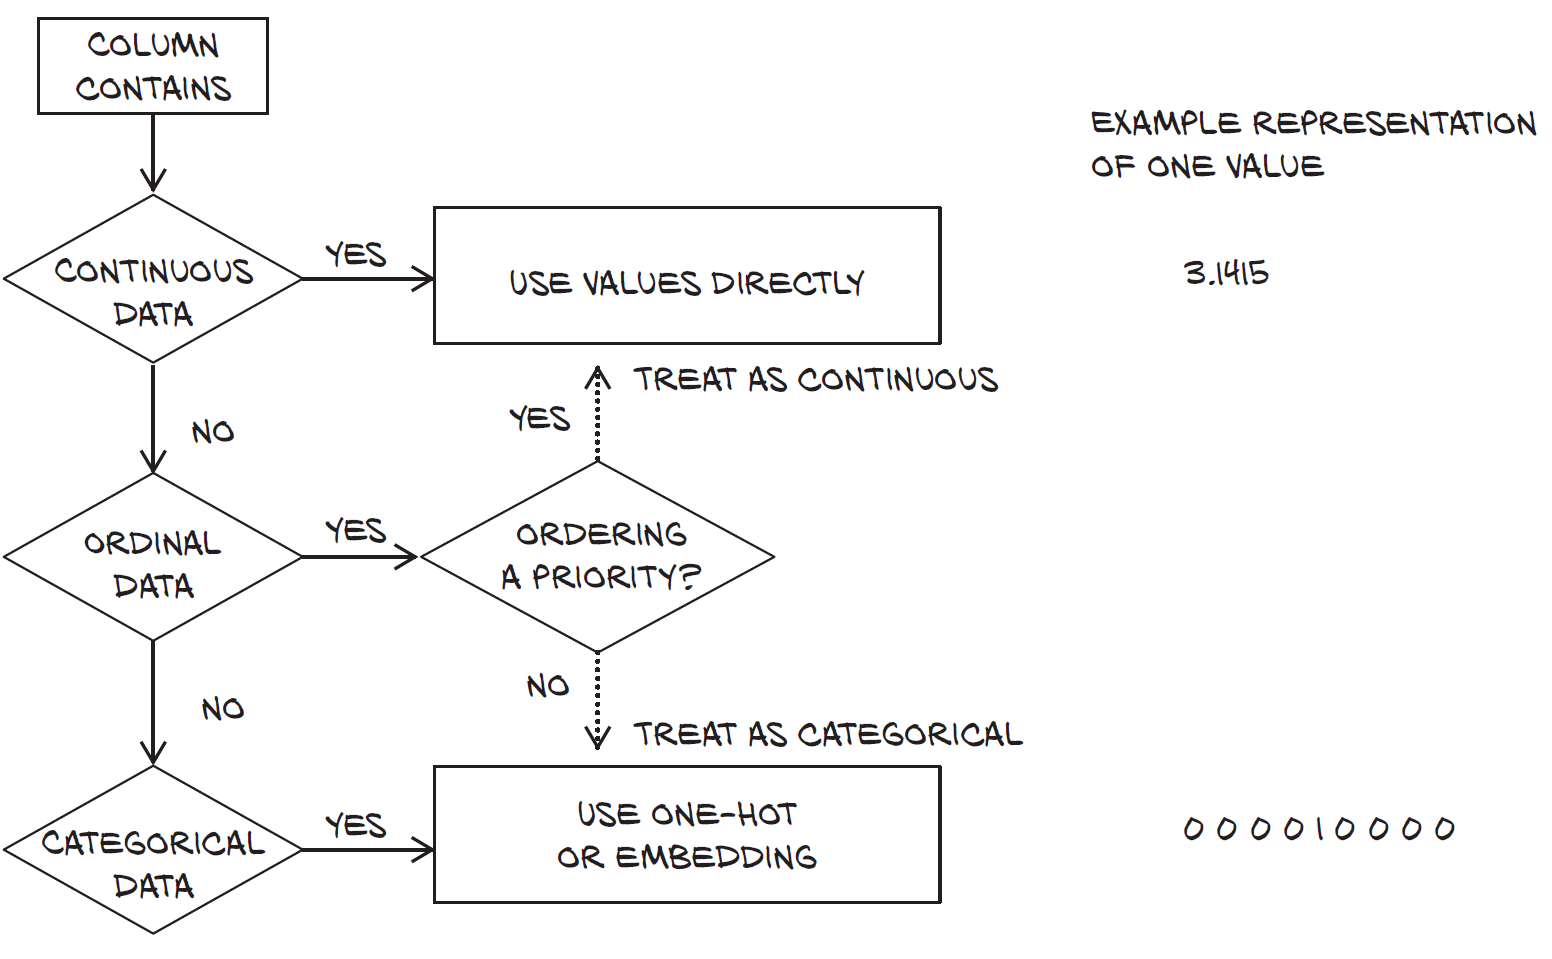 COLUMN
CONTAINS
EXAMPLE REPRESENTATION
OF ONE VALUE
CONTINUOUS
DATA
YES
USE VALUES DIRECTLY
3.1415
TREAT AS CONTINUOUS
YES
NO
ORDINAL
DATA
YES
ORDERING
A PRIORITY?
NO
NO
TREAT AS CATEGORICAL
CATEGORICAL
DATA
YES
USE ONE-HOT
OR EMBEDDING
0 0 0 0 1 0 0 0 0